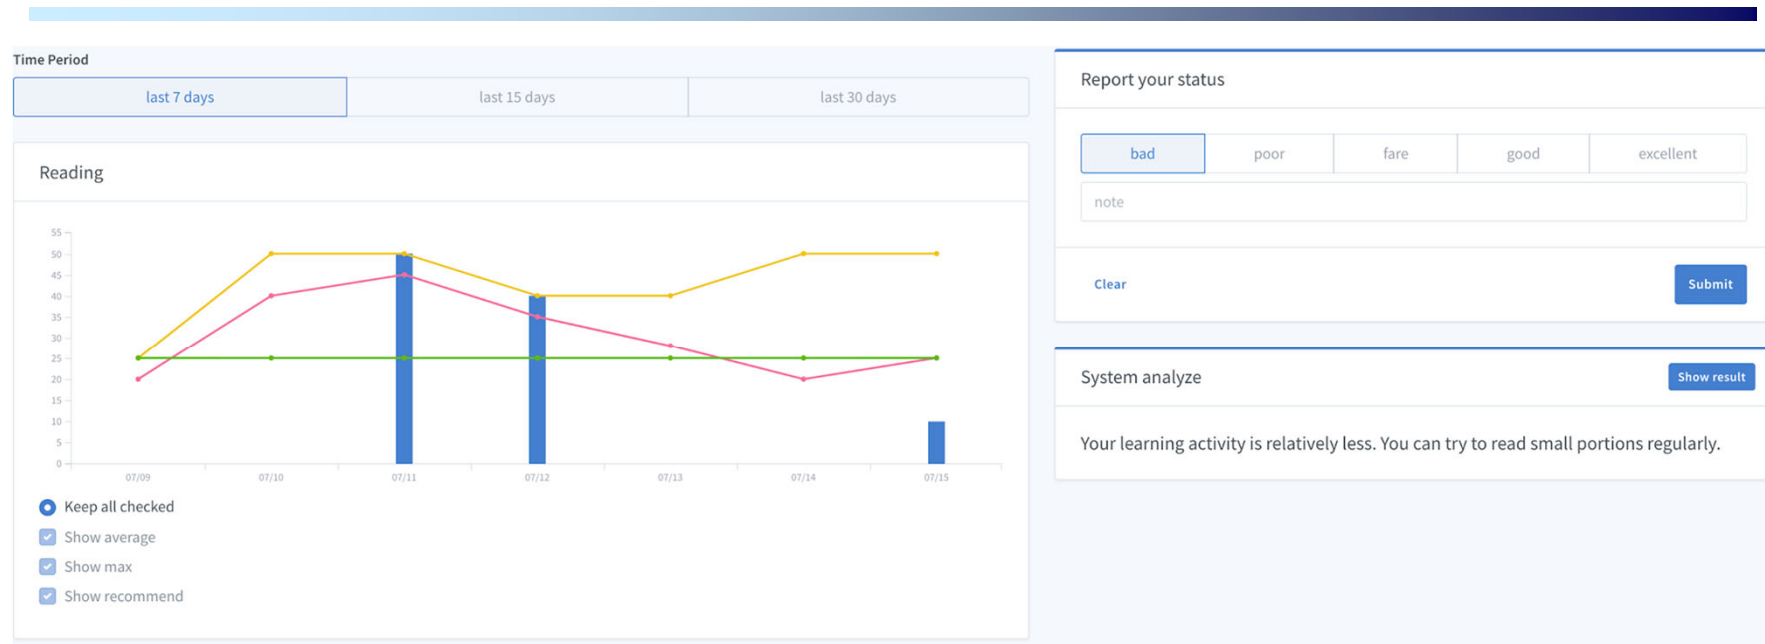 Time Period
last 7 days last 15 days last 30 days
Reading
55
50
45
40
35
30
25
20
15
10
5
0
07/09 07/10 07/11 07/12 07/13 07/14 07/15
Keep all checked
Show average
Show max
Show recommend
Report your status
bad poor fare good excellent
note
Clear Submit
System analyze Show result
Your learning activity is relatively less. You can try to read small portions regularly.